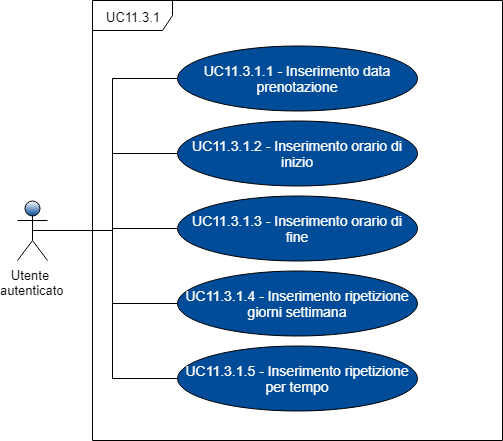 UC11.3.1
UC11.3.1.1 - Inserimento data
prenotazione
UC11.3.1.2 - Inserimento orario di
inizio
UC11.3.1.3 - Inserimento orario di
fine
UC11.3.1.4 - Inserimento ripetizione
giorni settimana
UC11.3.1.5 - Inserimento ripetizione
per tempo
Utente
autenticato